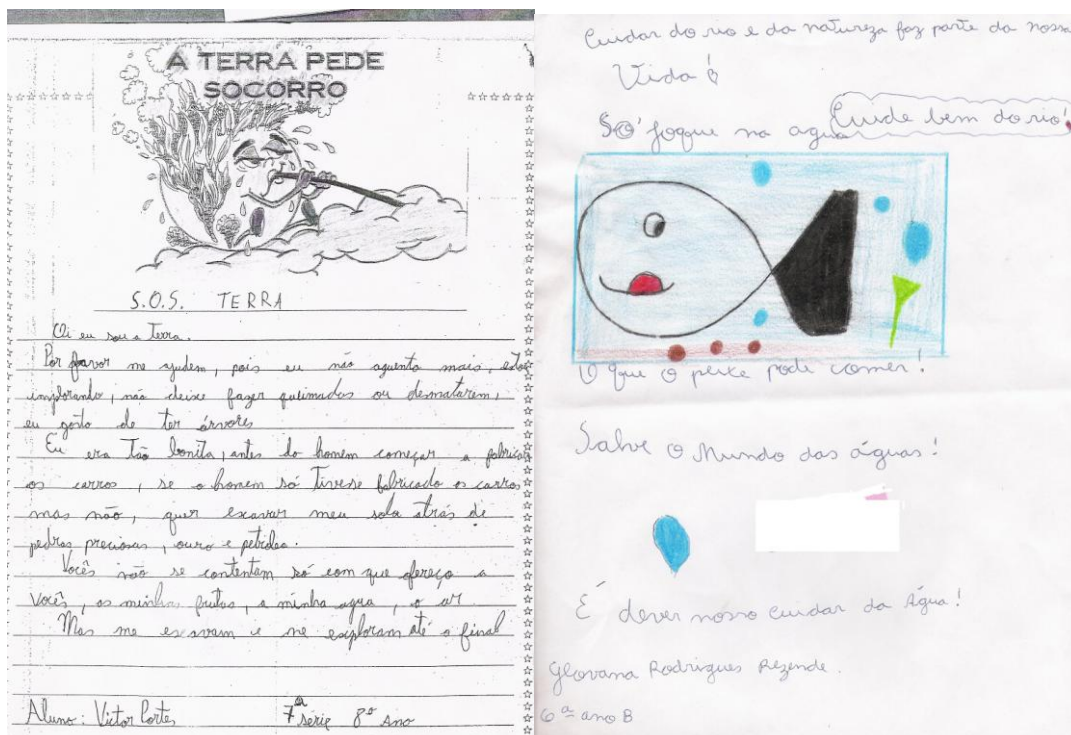 A TERRA PEDE
SOCORRO
S.O.S. TERRA
Oi eu sou a Terra.
Por favor me ajudem, pois eu não aguento mais, estou
implorando, não deixe fazer queimadas ou desmatarem,
eu gosto de ter árvores
Eu era Tão bonita, antes do homem começar a fabricar
os carros, se o homem só Tivese fabricado os carros
mas não, quer escavar meu solo atrás de
pedras preciosas, ouro e petróleo.
Vocês não se contentam só com que ofereço a
vocês, os minhas frutos, a minha agua, o ar.
Mas me escavam e me exploram até o final
Aluno: Victor Cortes 7ª série 8º Ano
Cuidar do rio e da natureza faz parte da nossa
Vida!
Só jogue na agua
Cuide bem do rio!
O que o peixe pode comer!
Salve O Mundo das águas!
É dever nosso cuidar da Água!
Geovana Rodrigues Rezende.
6º ano B